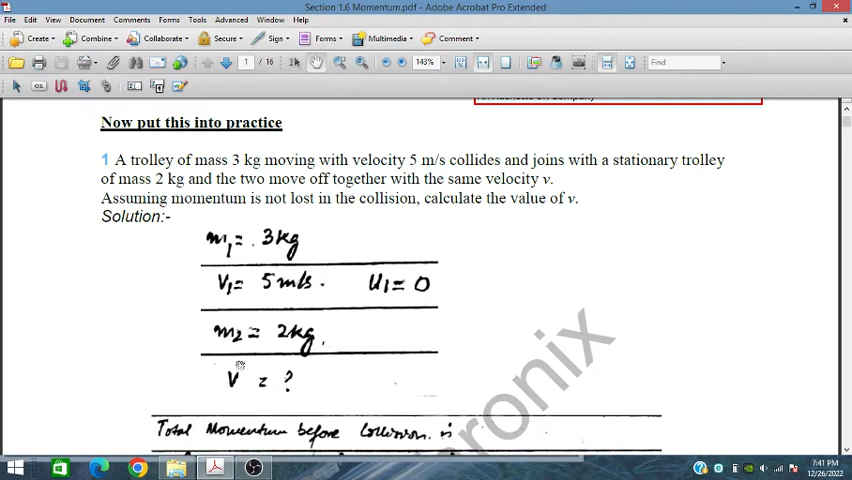 Section 1.6 Momentum.pdf - Adobe Acrobat Pro Extended
File Edit View Document Comments Forms Tools Advanced Window Help
Create Combine Collaborate Secure Sign Forms Multimedia Comment
1 / 16 143% Find
An Hachette UK Company
Now put this into practice
1 A trolley of mass 3 kg moving with velocity 5 m/s collides and joins with a stationary trolley
of mass 2 kg and the two move off together with the same velocity v.
Assuming momentum is not lost in the collision, calculate the value of v.
Solution:-
m1 = 3kg
V1 = 5m/s. U1 = 0
m2 = 2kg.
V = ?
Total Momentum before Collision is
7:41 PM
12/26/2022